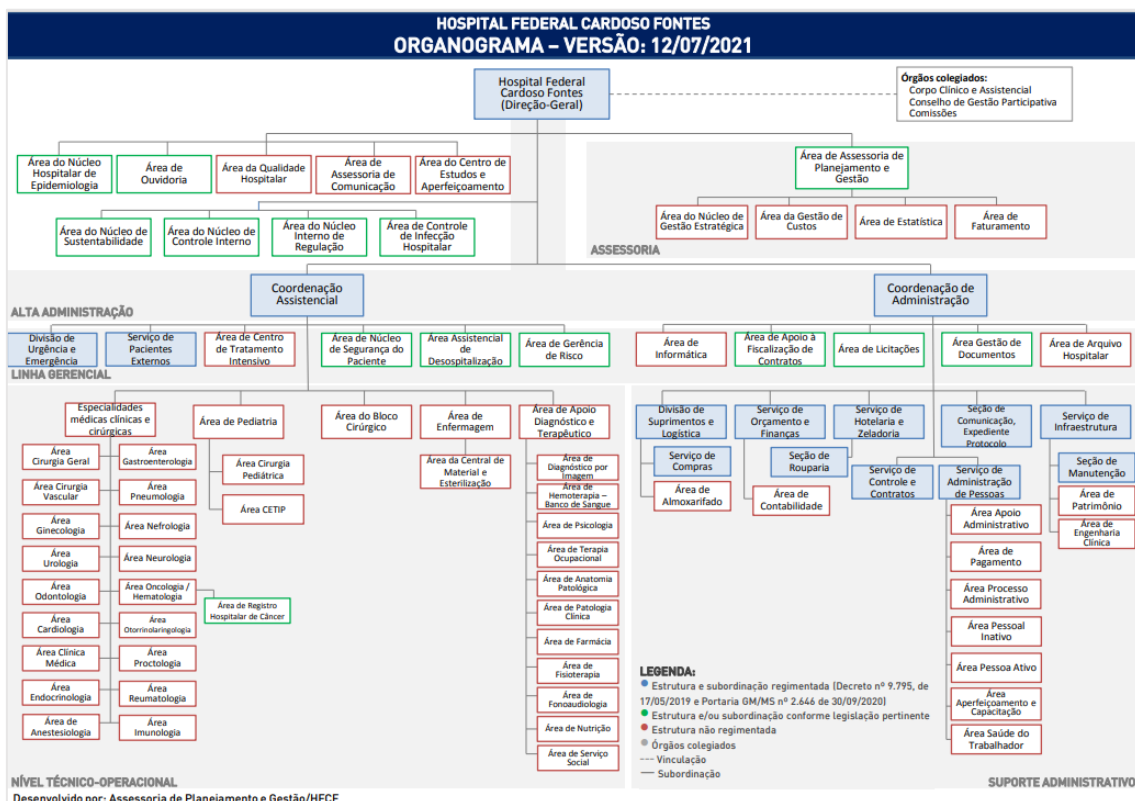 HOSPITAL FEDERAL CARDOSO FONTES
ORGANOGRAMA – VERSÃO: 12/07/2021
Hospital Federal
Cardoso Fontes
(Direção-Geral)
Órgãos colegiados:
Corpo Clínico e Assistencial
Conselho de Gestão Participativa
Comissões
Área do Núcleo
Hospitalar de
Epidemiologia
Área de
Ouvidoria
Área da Qualidade
Hospitalar
Área de
Assessoria de
Comunicação
Área do Centro de
Estudos e
Aperfeiçoamento
Área de Assessoria de
Planejamento e
Gestão
Área do Núcleo de
Sustentabilidade
Área do Núcleo de
Controle Interno
Área do Núcleo
Interno de
Regulação
Área de Controle
de Infecção
Hospitalar
Área do Núcleo de
Gestão Estratégica
Área da Gestão de
Custos
Área de Estatística
Área de
Faturamento
ASSESSORIA
Coordenação
Assistencial
Coordenação de
Administração
ALTA ADMINISTRAÇÃO
Divisão de
Urgência e
Emergência
Serviço de
Pacientes
Externos
Área de Centro de
Tratamento
Intensivo
Área de Núcleo
de Segurança do
Paciente
Área Assistencial
de
Desospitalização
Área de Gerência
de Risco
Área de
Informática
Área de Apoio à
Fiscalização de
Contratos
Área de Licitações
Área Gestão de
Documentos
Área de Arquivo
Hospitalar
LINHA GERENCIAL
Especialidades
médicas clínicas e
cirúrgicas
Área de Pediatria
Área do Bloco
Cirúrgico
Área de
Enfermagem
Área de Apoio
Diagnóstico e
Terapêutico
Divisão de
Suprimentos e
Logística
Serviço de
Orçamento e
Finanças
Serviço de
Hotelaria e
Zeladoria
Seção de
Comunicação,
Expediente
Protocolo
Serviço de
Infraestrutura
Área
Cirurgia Geral
Área
Gastroenterologia
Área Cirurgia
Vascular
Área
Pneumologia
Área
Ginecologia
Área Nefrologia
Área
Urologia
Área Neurologia
Área
Odontologia
Área Oncologia /
Hematologia
Área de Registro
Hospitalar de Câncer
Área
Cardiologia
Área
Otorrinolaringologia
Área Clínica
Médica
Área
Proctologia
Área
Endocrinologia
Área
Reumatologia
Área de
Anestesiologia
Área
Imunologia
Área Cirurgia
Pediátrica
Área CETIP
Área da Central de
Material e
Esterilização
Área de
Diagnóstico por
Imagem
Área de
Hemoterapia –
Banco de Sangue
Área de Psicologia
Área de Terapia
Ocupacional
Área de Anatomia
Patológica
Área de Patologia
Clínica
Área de Farmácia
Área de
Fisioterapia
Área de
Fonoaudiologia
Área de Nutrição
Área de Serviço
Social
Serviço de
Compras
Área de
Almoxarifado
Área de
Contabilidade
Seção de
Rouparia
Serviço de
Controle e
Contratos
Serviço de
Administração
de Pessoas
Seção de
Manutenção
Área de
Patrimônio
Área de
Engenharia
Clínica
Área Apoio
Administrativo
Área de
Pagamento
Área Processo
Administrativo
Área Pessoal
Inativo
Área Pessoa Ativo
Área
Aperfeiçoamento e
Capacitação
Área Saúde do
Trabalhador
LEGENDA:
Estrutura e subordinação regimentada (Decreto nº 9.795, de
17/05/2019 e Portaria GM/MS nº 2.646 de 30/09/2020)
Estrutura e/ou subordinação conforme legislação pertinente
Estrutura não regimentada
Órgãos colegiados
--- Vinculação
— Subordinação
NÍVEL TÉCNICO-OPERACIONAL
SUPORTE ADMINISTRATIVO
Desenvolvido por: Assessoria de Planejamento e Gestão/HFCF